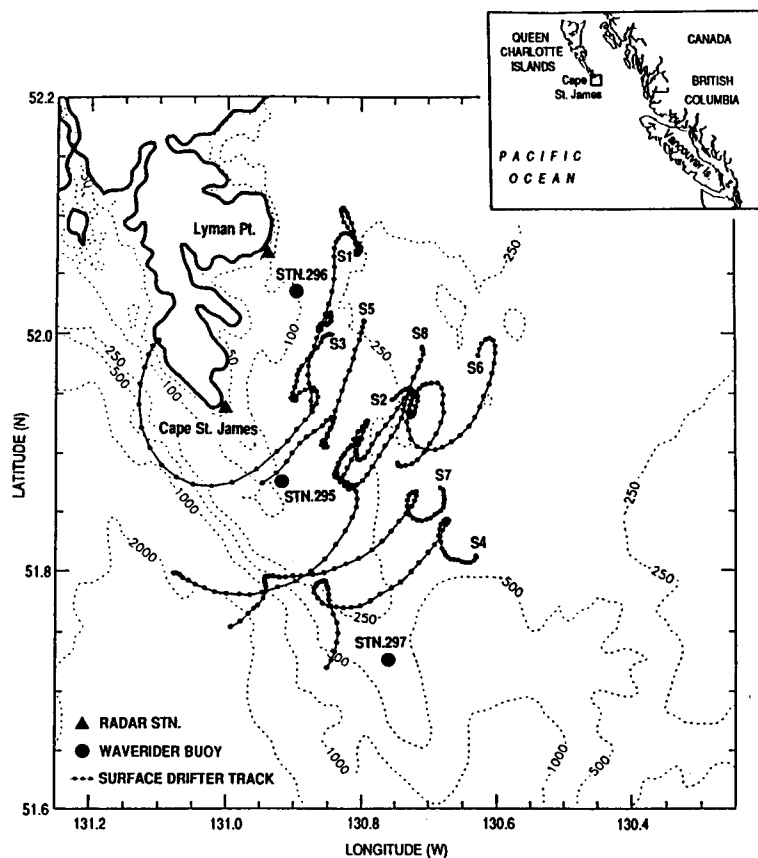 QUEEN
CHARLOTTE
ISLANDS
CANADA
Cape
St. James
BRITISH
COLUMBIA
Vancouver Is.
PACIFIC
OCEAN
52.2
52.0
51.8
51.6
LATITUDE (N)
50
Lyman Pt.
S1
250
STN.296
100
S5
S8
S3
50
250
250
500
100
S6
S2
Cape St. James
STN.295
1000
S7
250
2000
S4
500
250
250
STN.297
500
RADAR STN.
WAVERIDER BUOY
SURFACE DRIFTER TRACK
1000
1000
500
131.2
131.0
130.8
130.6
130.4
LONGITUDE (W)